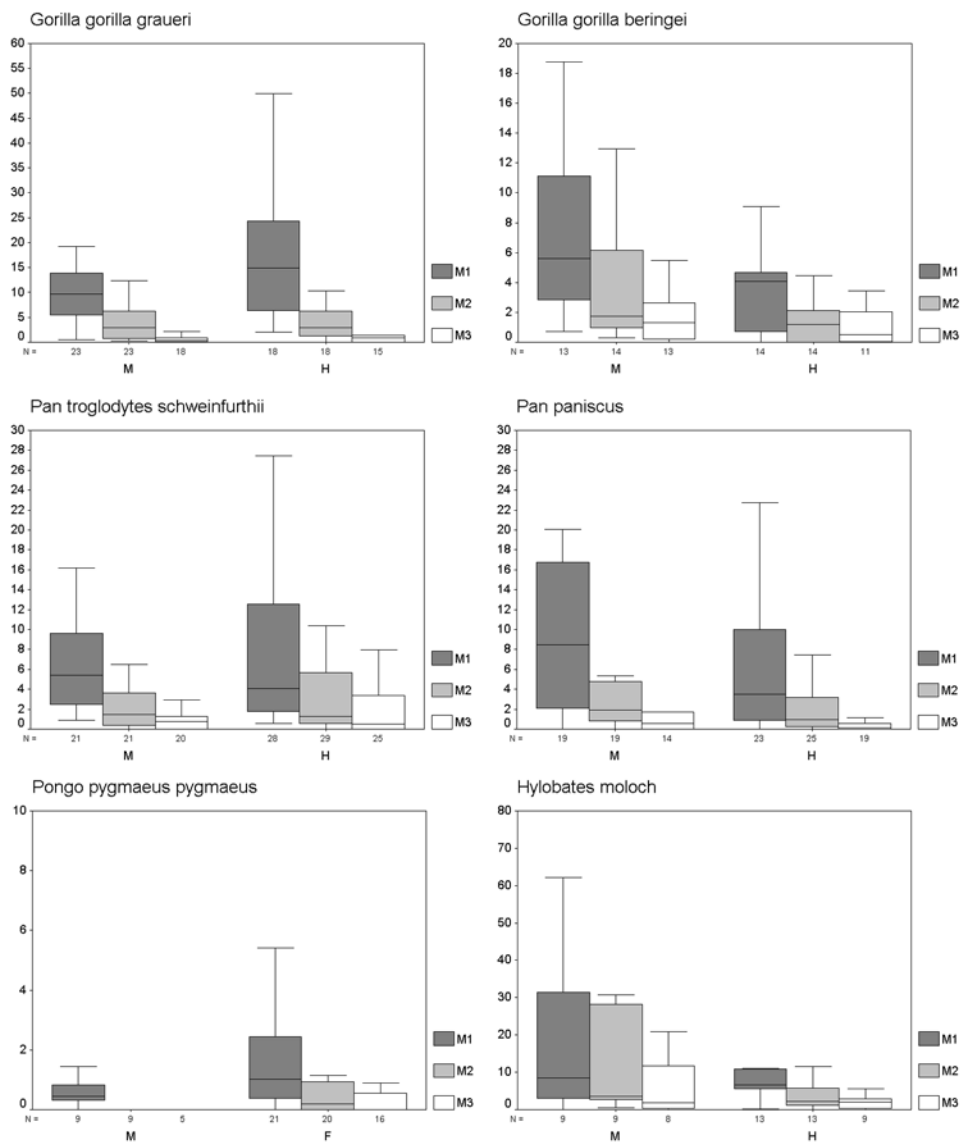 Gorilla gorilla graueri
60
55
50
45
40
35
30
25
20
15
10
5
0
M1
M2
M3
N = 23 23 18 18 18 15
M H
Gorilla gorilla beringei
20
18
16
14
12
10
8
6
4
2
0
M1
M2
M3
N = 13 14 13 14 14 11
M H
Pan troglodytes schweinfurthii
30
28
26
24
22
20
18
16
14
12
10
8
6
4
2
0
M1
M2
M3
N = 21 21 20 28 29 25
M H
Pan paniscus
30
28
26
24
22
20
18
16
14
12
10
8
6
4
2
0
M1
M2
M3
N = 19 19 14 23 25 19
M H
Pongo pygmaeus pygmaeus
10
8
6
4
2
0
M1
M2
M3
N = 9 9 5 21 20 16
M F
Hylobates moloch
80
70
60
50
40
30
20
10
0
M1
M2
M3
N = 9 9 8 13 13 9
M H